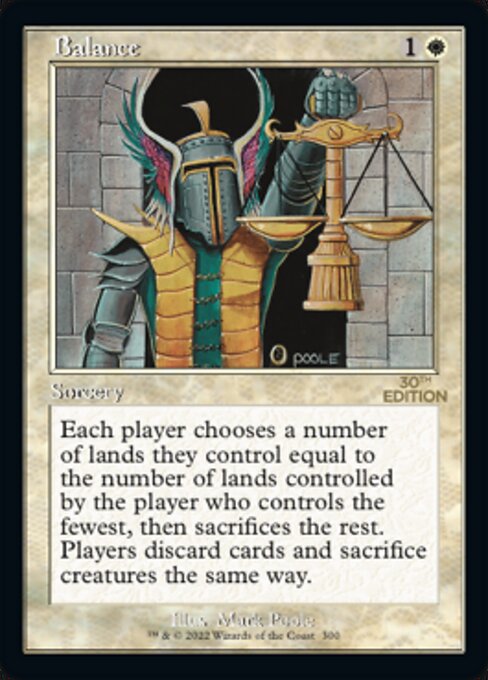 Balance 1
POOLE
Sorcery
30TH
EDITION
Each player chooses a number
of lands they control equal to
the number of lands controlled
by the player who controls the
fewest, then sacrifices the rest.
Players discard cards and sacrifice
creatures the same way.
Illus. Mark Poole
™ & © 2022 Wizards of the Coast 300